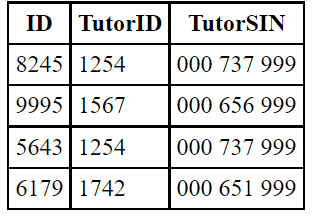 ID TutorID TutorSIN
8245 1254 000 737 999
9995 1567 000 656 999
5643 1254 000 737 999
6179 1742 000 651 999